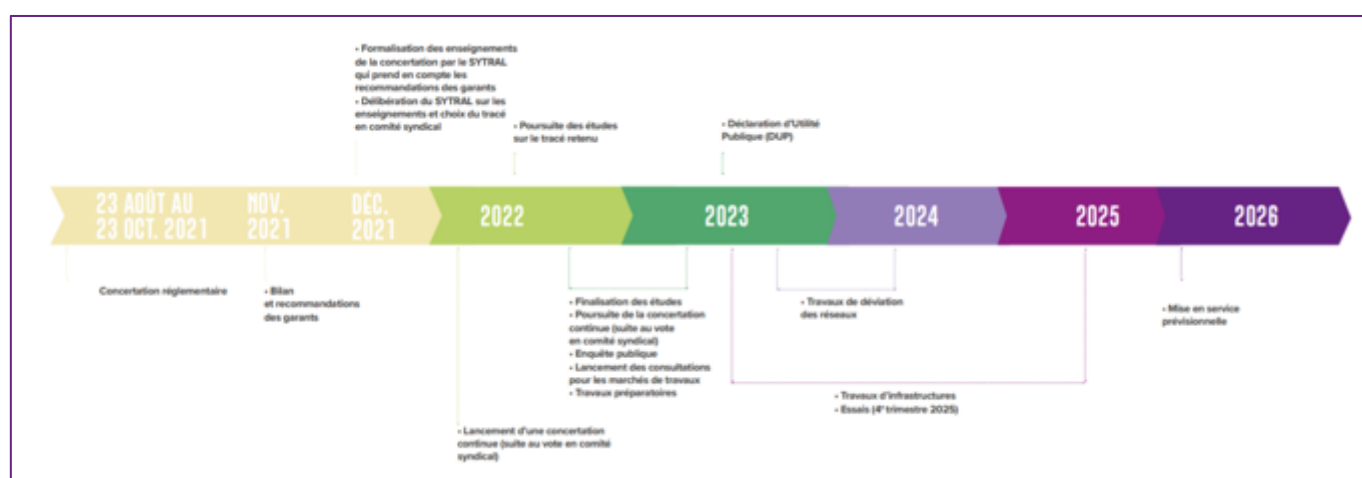 • Formalisation des enseignements
de la concertation par le SYTRAL
qui prend en compte les
recommandations des garants
• Délibération du SYTRAL sur les
enseignements et choix du tracé
en comité syndical
• Poursuite des études
sur le tracé retenu
• Déclaration d'Utilité
Publique (DUP)
23 AOÛT AU
23 OCT. 2021
NOV.
2021
DÉC.
2021
2022
2023
2024
2025
2026
Concertation réglementaire
• Bilan
et recommandations
des garants
• Finalisation des études
• Poursuite de la concertation
continue (suite au vote
en comité syndical)
• Enquête publique
• Lancement des consultations
pour les marchés de travaux
• Travaux préparatoires
• Travaux de déviation
des réseaux
• Mise en service
prévisionnelle
• Travaux d'infrastructures
• Essais (4e trimestre 2025)
• Lancement d'une concertation
continue (suite au vote en comité
syndical)